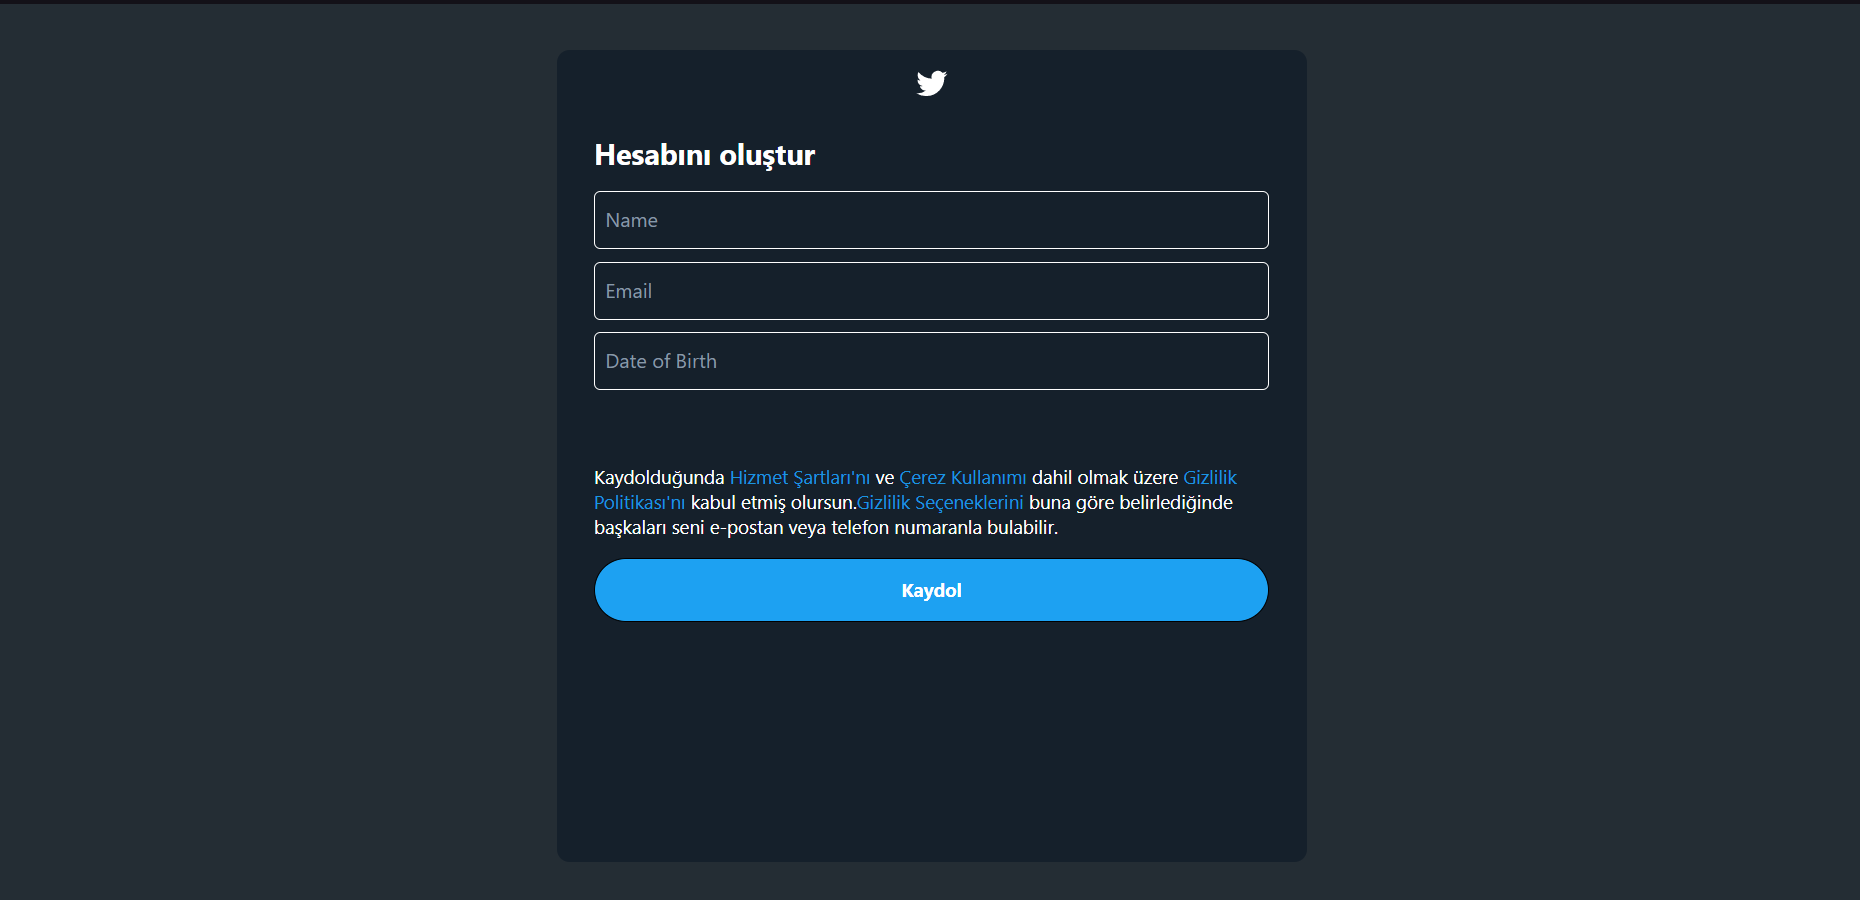 Hesabını oluştur
Name
Email
Date of Birth
Kaydolduğunda Hizmet Şartları'nı ve Çerez Kullanımı dahil olmak üzere Gizlilik
Politikası'nı kabul etmiş olursun.Gizlilik Seçeneklerini buna göre belirlediğinde
başkaları seni e-postan veya telefon numaranla bulabilir.
Kaydol